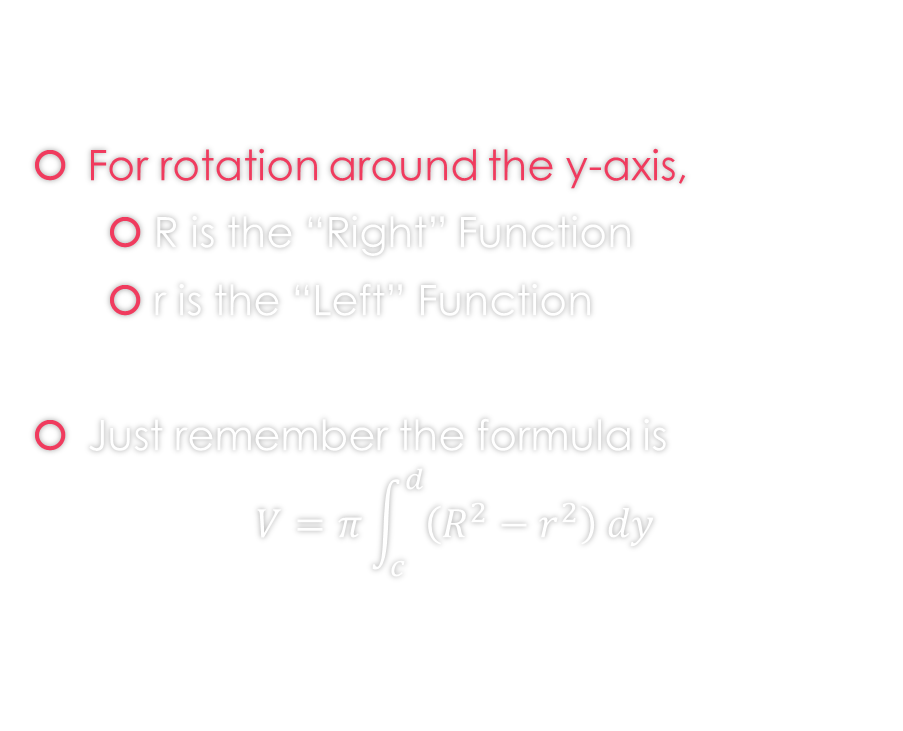 For rotation around the y-axis,
R is the “Right” Function
r is the “Left” Function
Just remember the formula is
V = π ∫_c^d (R² − r²) dy